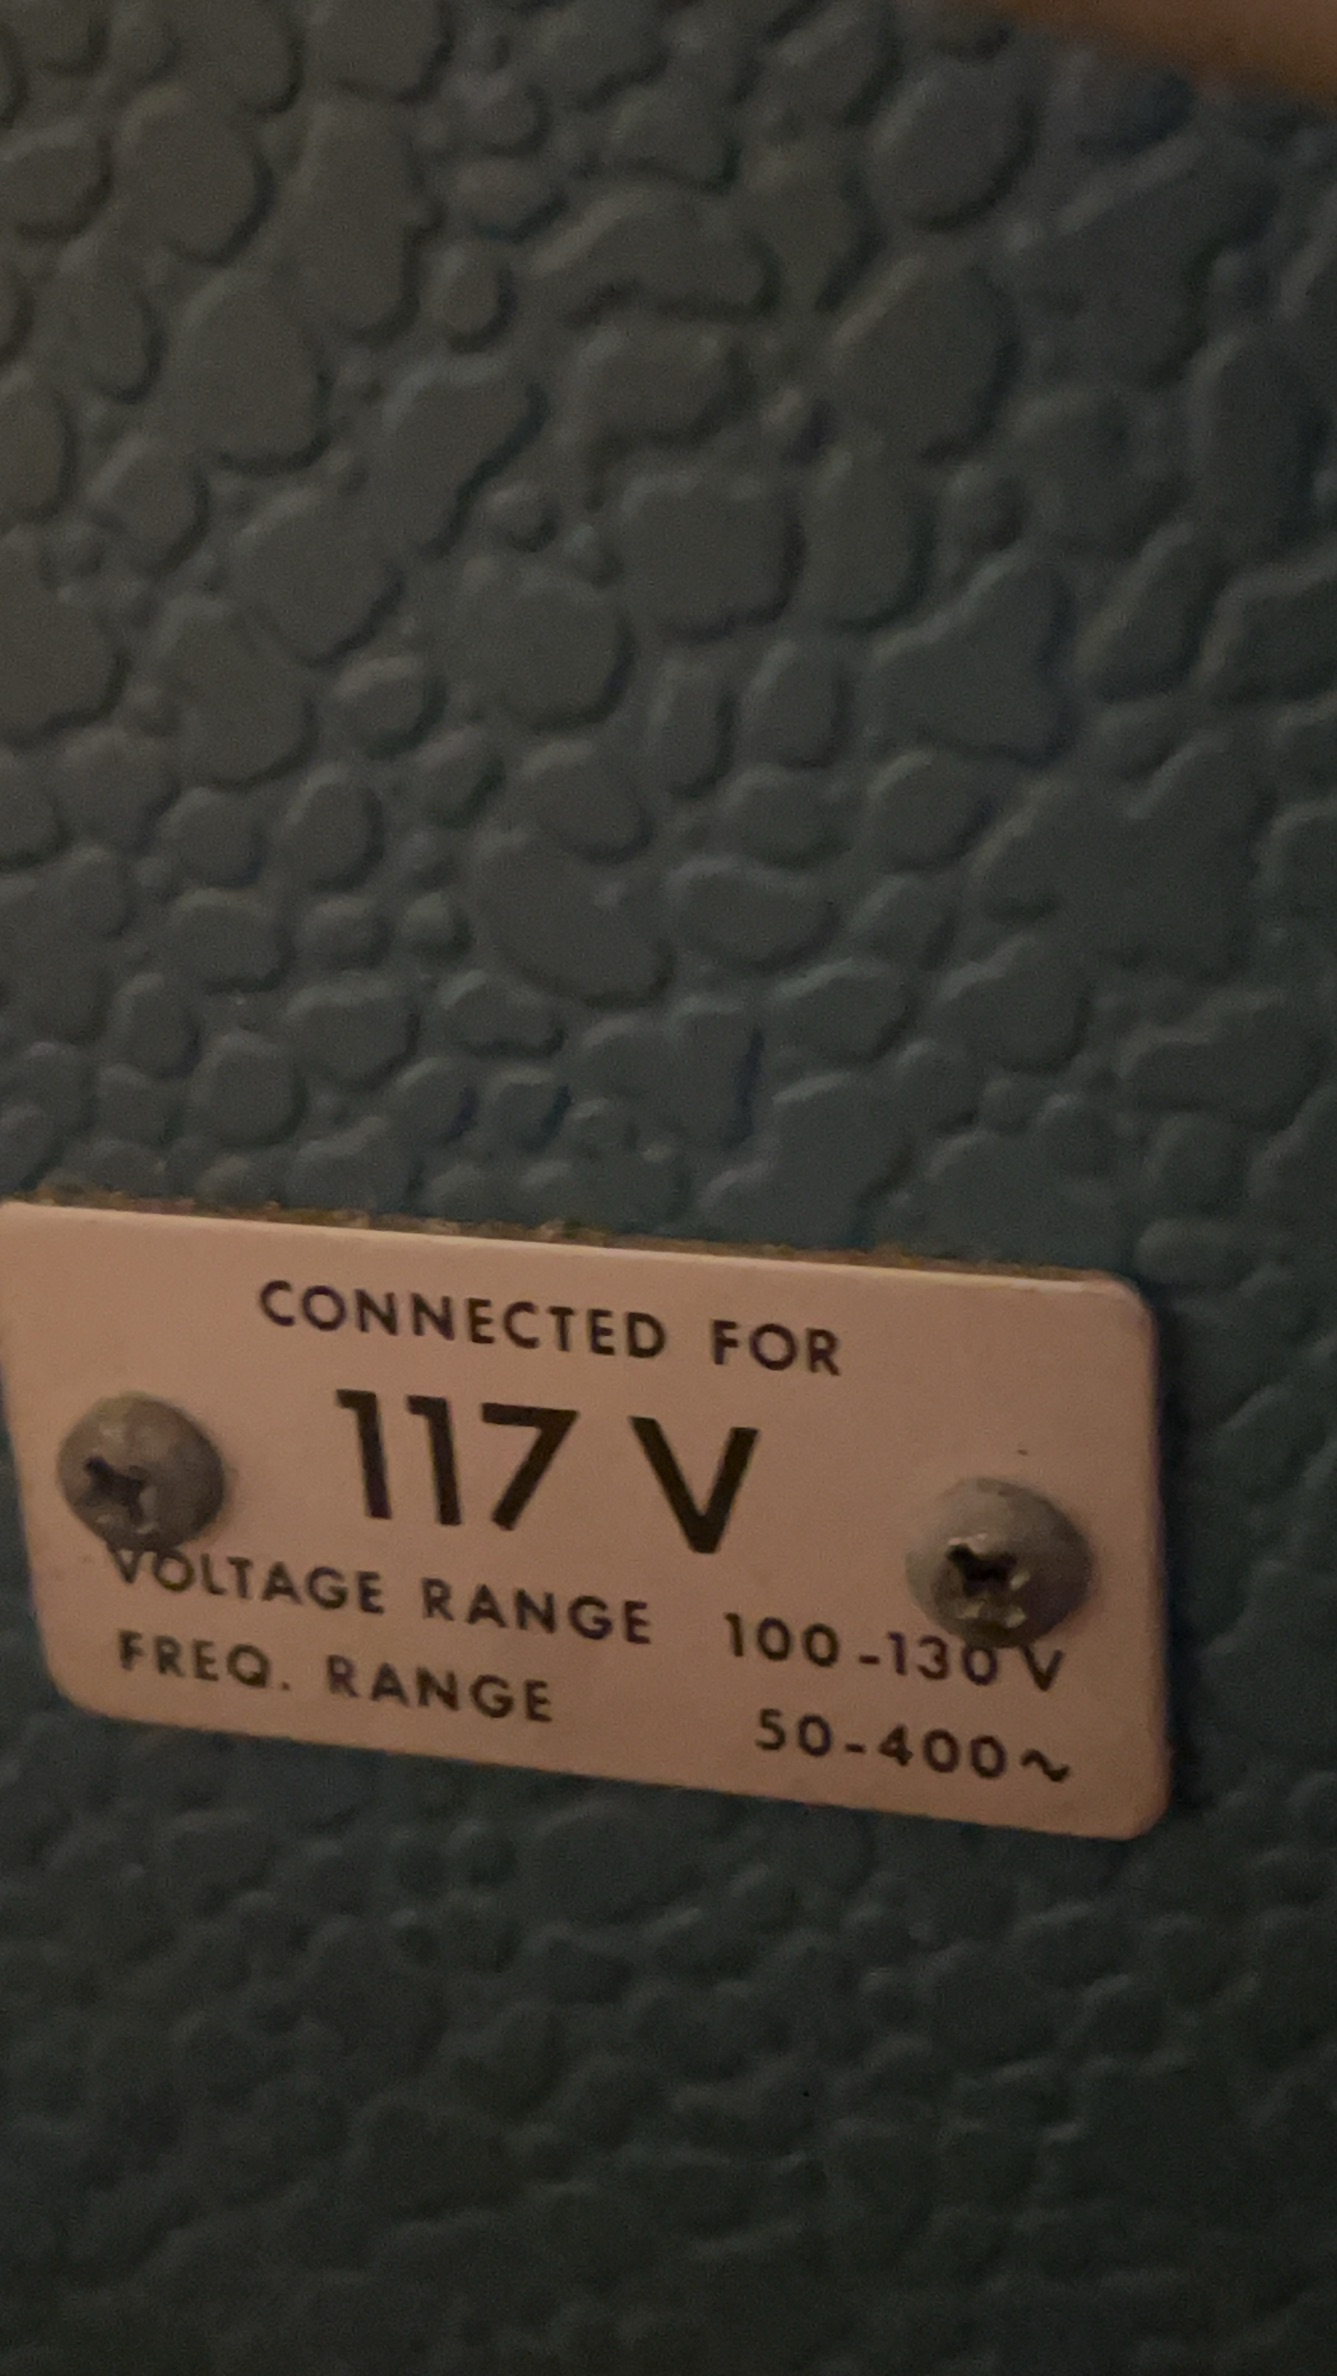 CONNECTED FOR
117 V
VOLTAGE RANGE 100-130 V
FREQ. RANGE 50-400~